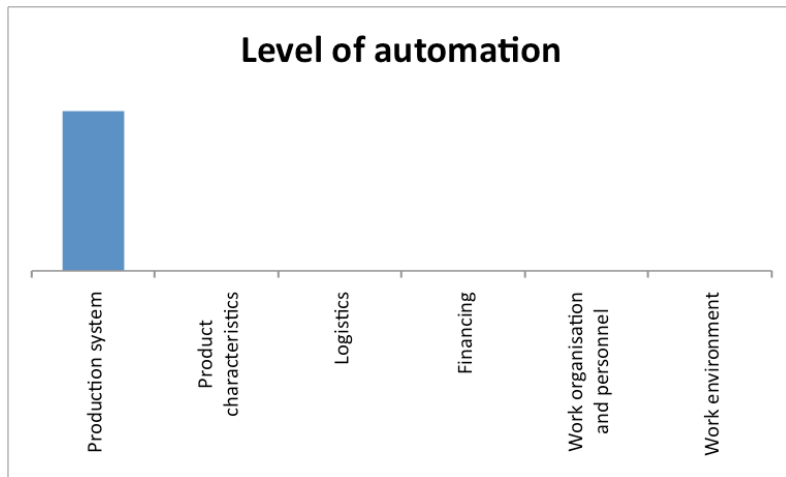 Level of automation
Production system
Product
characteristics
Logistics
Financing
Work organisation
and personnel
Work environment